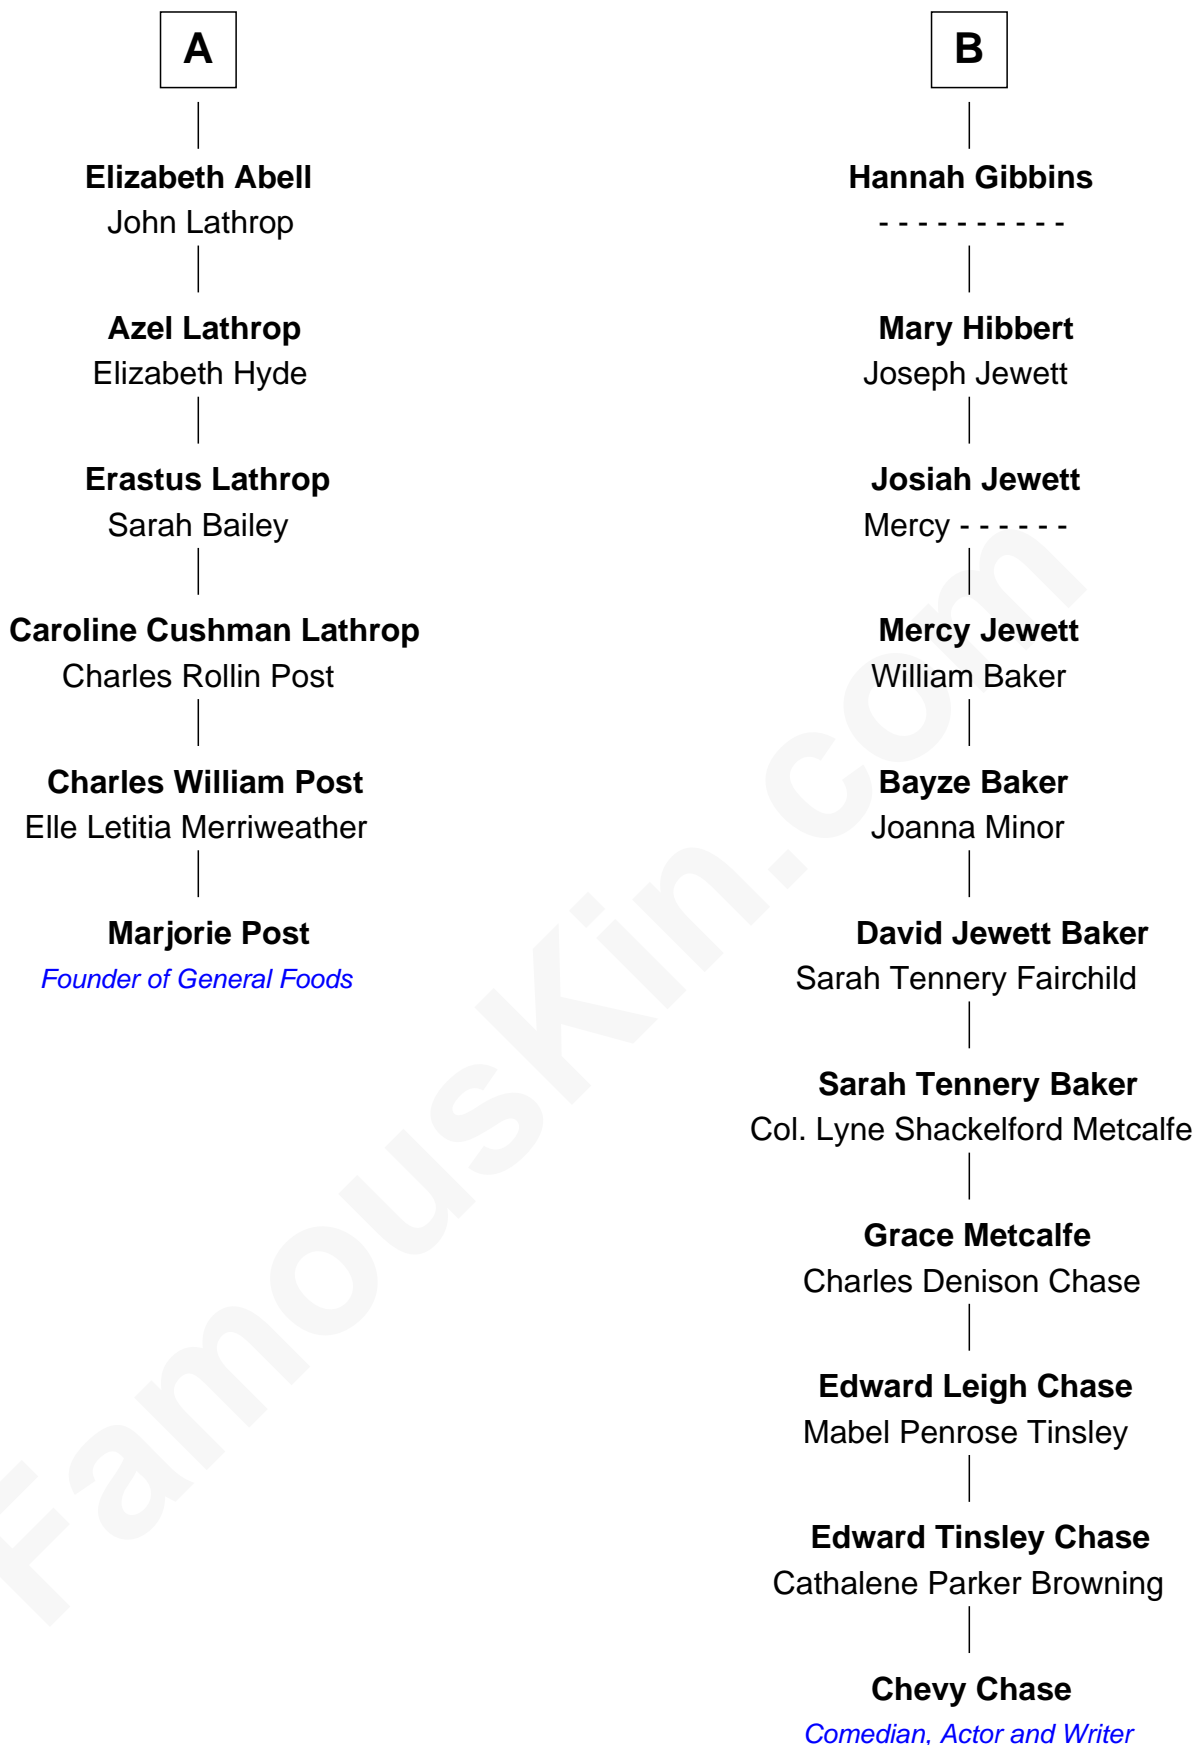 A
Elizabeth Abell
John Lathrop
Azel Lathrop
Elizabeth Hyde
Erastus Lathrop
Sarah Bailey
Caroline Cushman Lathrop
Charles Rollin Post
Charles William Post
Elle Letitia Merriweather
Marjorie Post
Founder of General Foods
B
Hannah Gibbins
- - - - - - - - - -
Mary Hibbert
Joseph Jewett
Josiah Jewett
Mercy - - - - - -
Mercy Jewett
William Baker
Bayze Baker
Joanna Minor
David Jewett Baker
Sarah Tennery Fairchild
Sarah Tennery Baker
Col. Lyne Shackelford Metcalfe
Grace Metcalfe
Charles Denison Chase
Edward Leigh Chase
Mabel Penrose Tinsley
Edward Tinsley Chase
Cathalene Parker Browning
Chevy Chase
Comedian, Actor and Writer
FamousKin.com